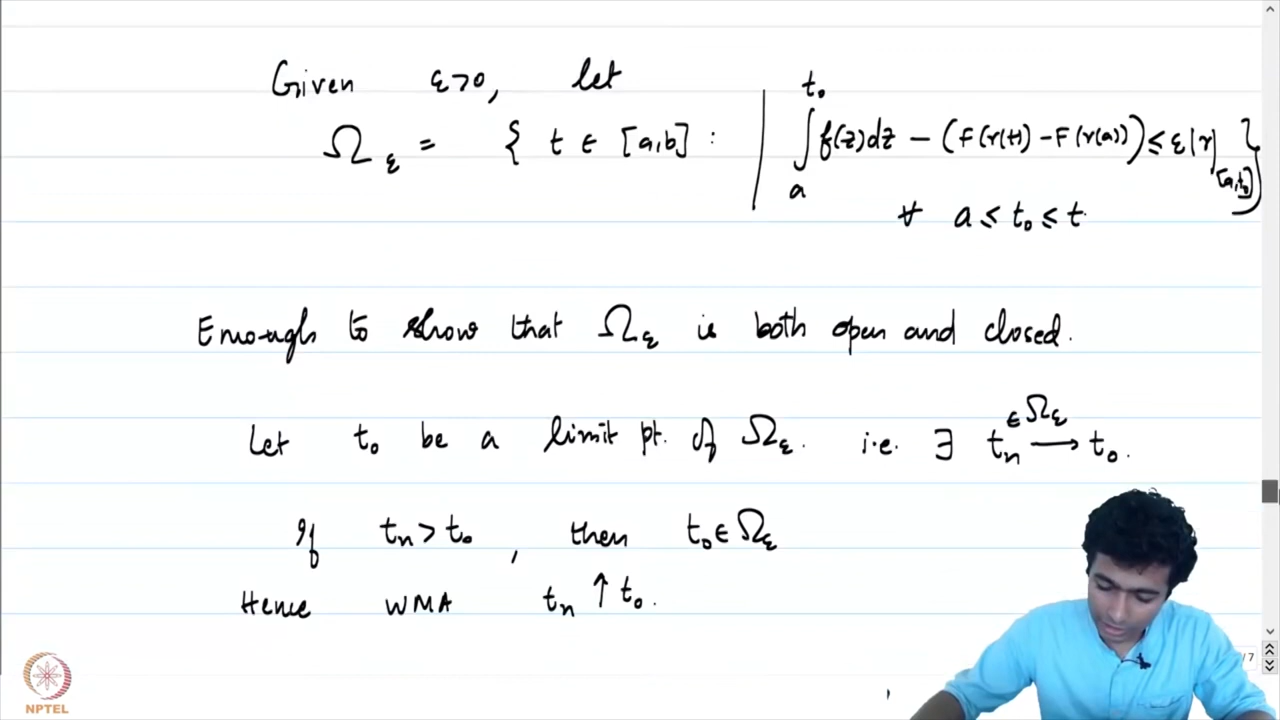 Given ε>0, let
Ω_ε = { t ∈ [a,b] : | ∫_a^{t₀} f(z)dz − (F(γ(t)) − F(γ(a))) ≤ ε|γ|_{[a,t₀]} }
∀ a ≤ t₀ ≤ t
Enough to show that Ω_ε is both open and closed.
Let t₀ be a limit pt. of Ω_ε. i.e. ∃ t_n ∈ Ω_ε ⟶ t₀.
If t_n > t₀, then t₀ ∈ Ω_ε
Hence WMA t_n ↑ t₀.
/7
NPTEL